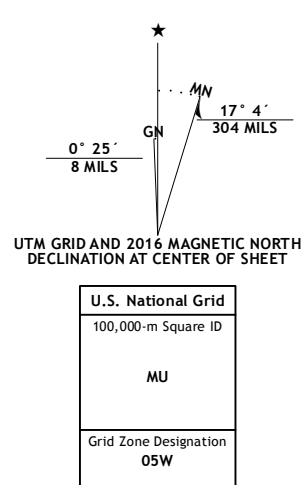 ★
MN
17° 4´
304 MILS
GN
0° 25´
8 MILS
UTM GRID AND 2016 MAGNETIC NORTH
DECLINATION AT CENTER OF SHEET
U.S. National Grid
100,000-m Square ID
MU
Grid Zone Designation
05W